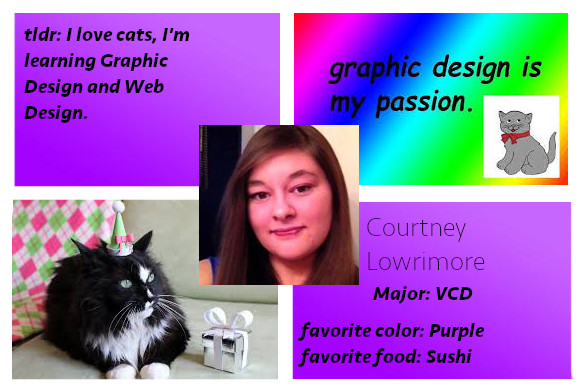 tldr: I love cats, I'm
learning Graphic
Design and Web
Design.
graphic design is
my passion.
Courtney
Lowrimore
Major: VCD
favorite color: Purple
favorite food: Sushi